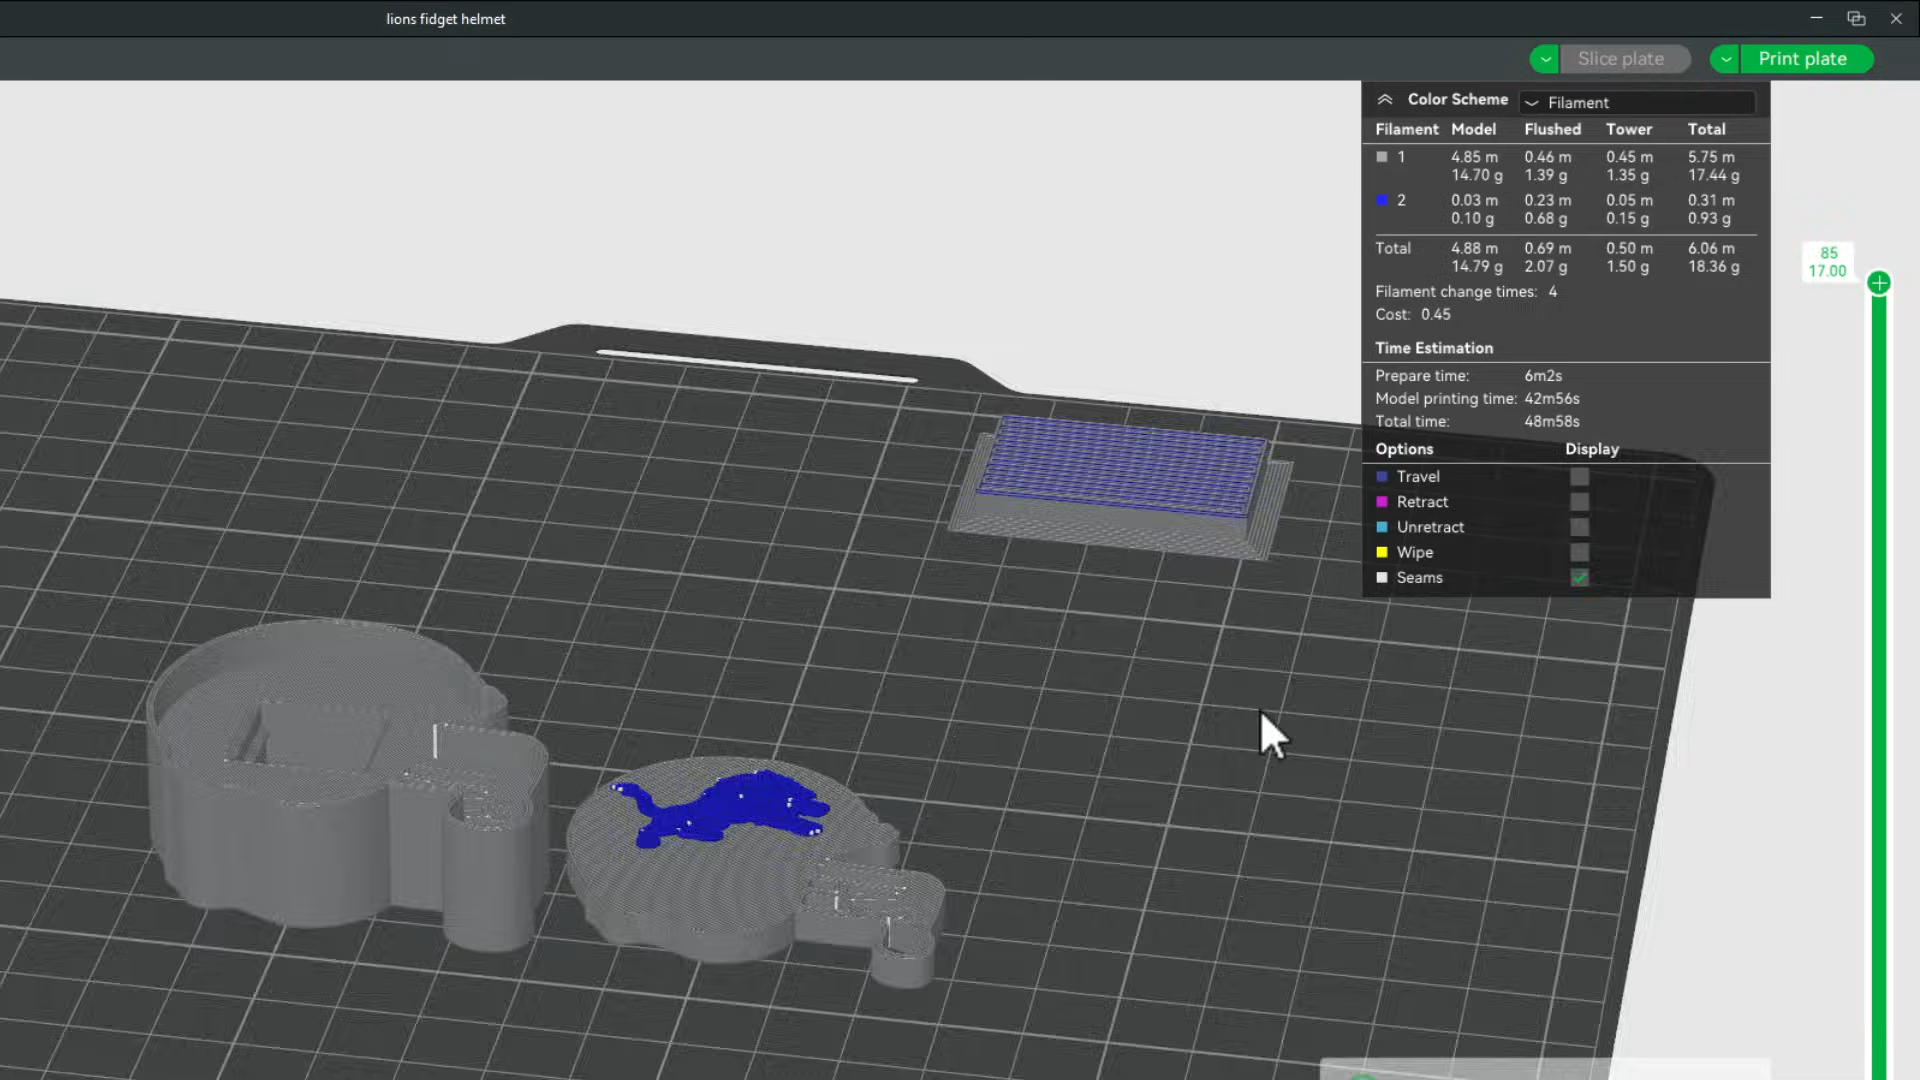 lions fidget helmet
Slice plate
Print plate
Color Scheme Filament
Filament Model Flushed Tower Total
1 4.85 m 0.46 m 0.45 m 5.75 m
14.70 g 1.39 g 1.35 g 17.44 g
2 0.03 m 0.23 m 0.05 m 0.31 m
0.10 g 0.68 g 0.15 g 0.93 g
Total 4.88 m 0.69 m 0.50 m 6.06 m
14.79 g 2.07 g 1.50 g 18.36 g
Filament change times: 4
Cost: 0.45
Time Estimation
Prepare time: 6m2s
Model printing time: 42m56s
Total time: 48m58s
Options Display
Travel
Retract
Unretract
Wipe
Seams
85
17.00